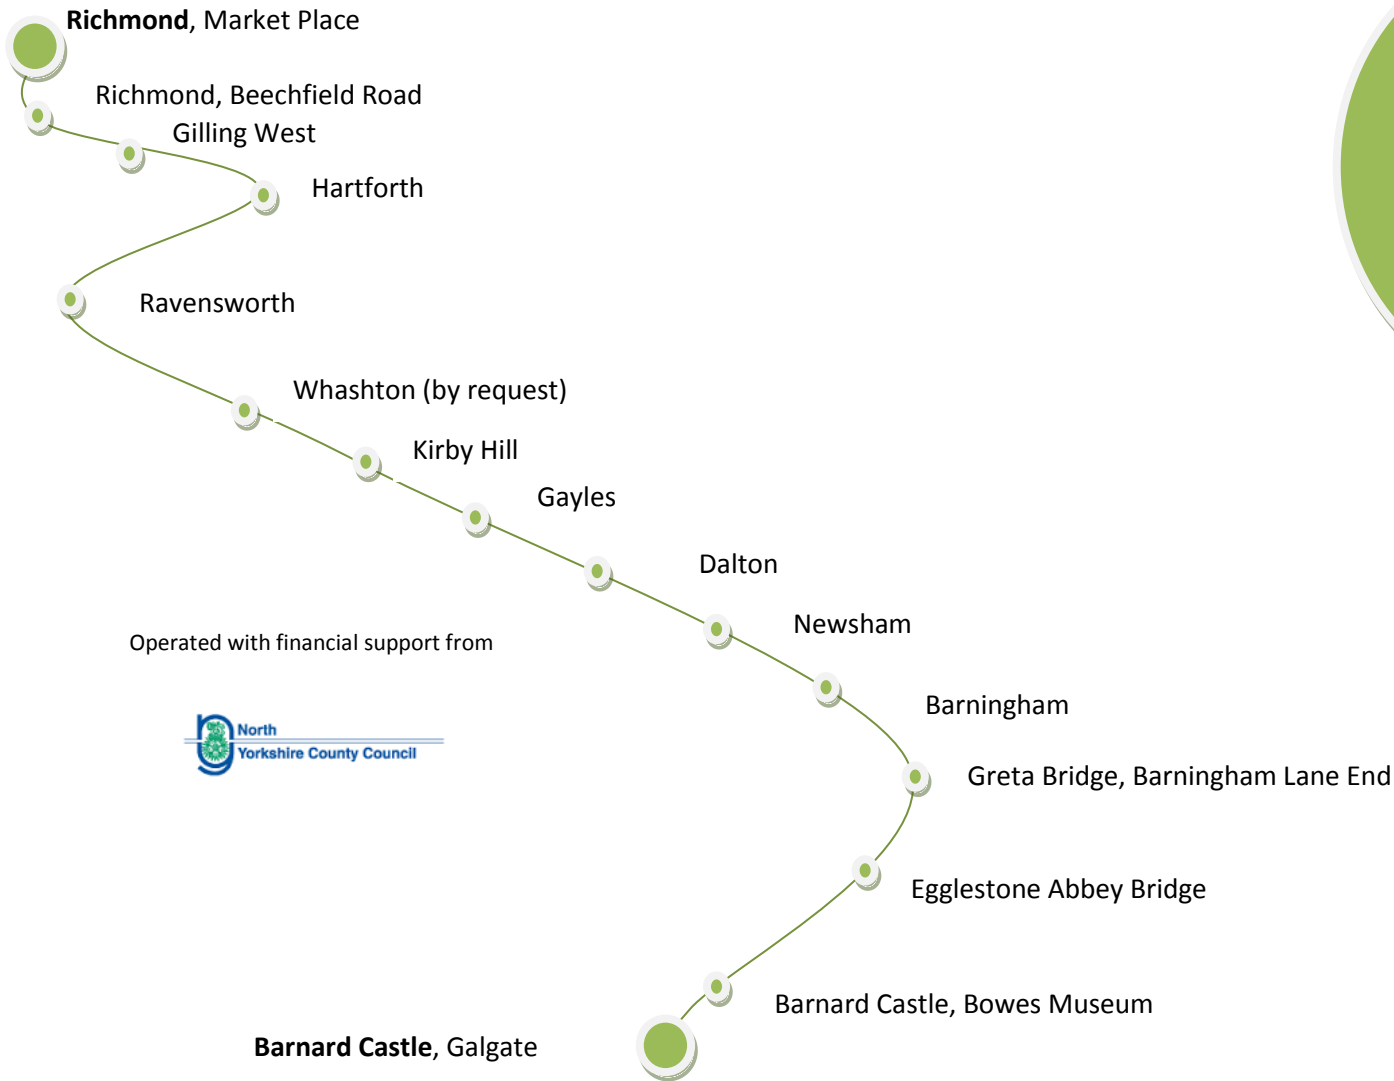 Richmond, Market Place
Richmond, Beechfield Road
Gilling West
Hartforth
Ravensworth
Whashton (by request)
Kirby Hill
Gayles
Dalton
Newsham
Operated with financial support from
Barningham
North
Yorkshire County Council
Greta Bridge, Barningham Lane End
Egglestone Abbey Bridge
Barnard Castle, Bowes Museum
Barnard Castle, Galgate